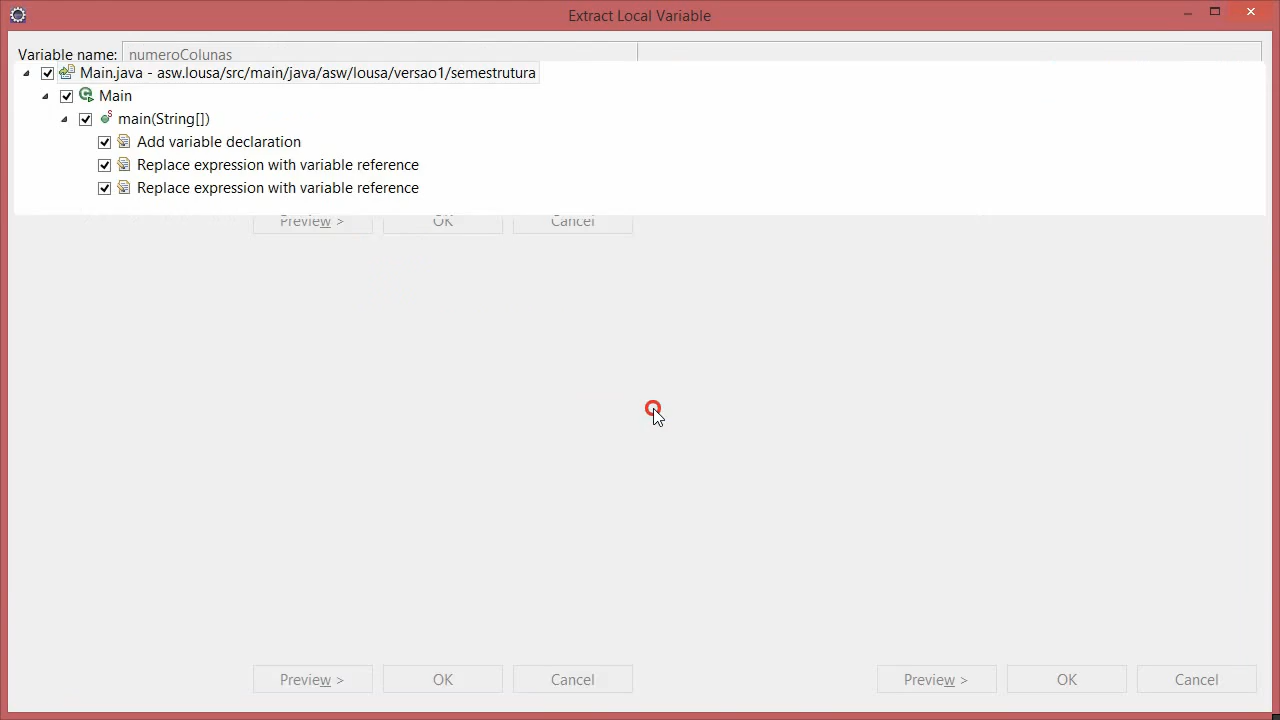 Extract Local Variable
Variable name: numeroColunas
Main.java - asw.lousa/src/main/java/asw/lousa/versao1/semestrutura
Main
main(String[])
Add variable declaration
Replace expression with variable reference
Replace expression with variable reference
Preview > OK Cancel
Preview > OK Cancel Preview > OK Cancel